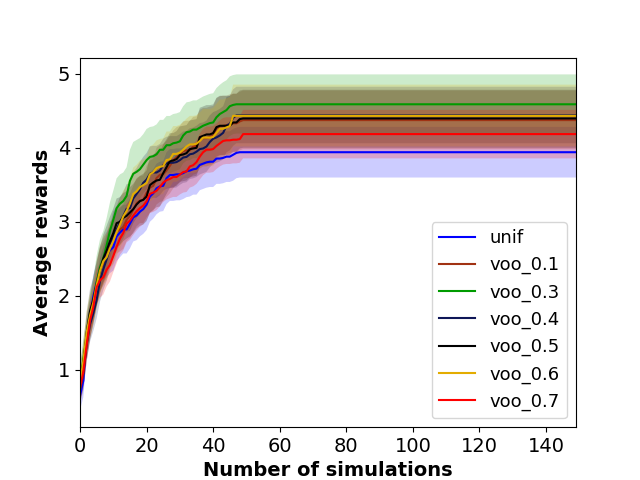 5
4
3
2
1
Average rewards
unif
voo_0.1
voo_0.3
voo_0.4
voo_0.5
voo_0.6
voo_0.7
0 20 40 60 80 100 120 140
Number of simulations